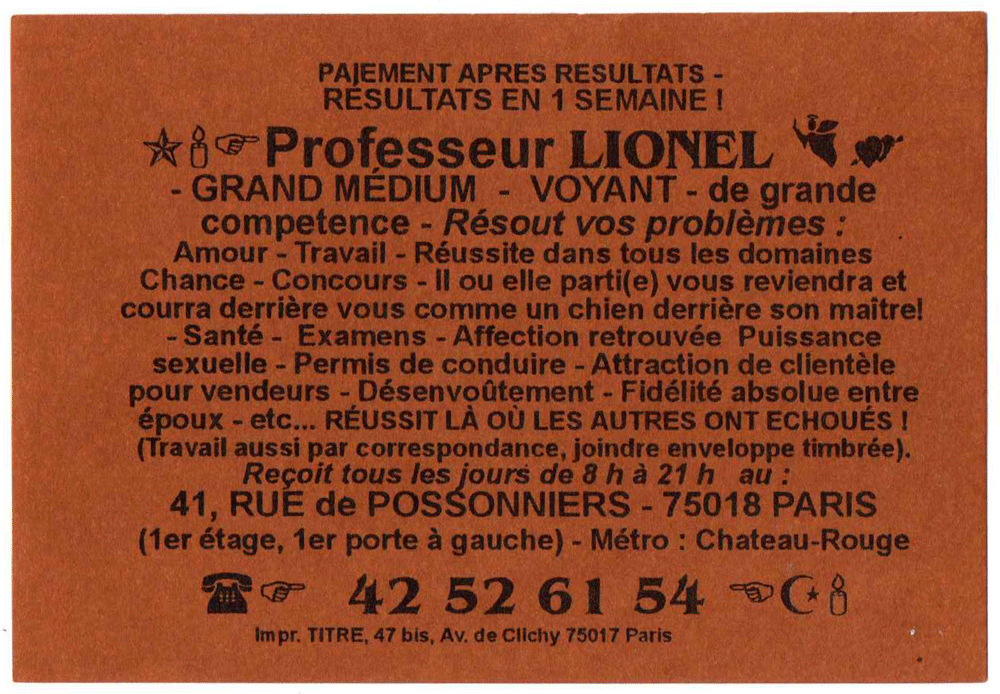 PAIEMENT APRES RESULTATS -
RESULTATS EN 1 SEMAINE !
Professeur LIONEL
- GRAND MÉDIUM - VOYANT - de grande
competence - Résout vos problèmes :
Amour - Travail - Réussite dans tous les domaines
Chance - Concours - Il ou elle parti(e) vous reviendra et
courra derrière vous comme un chien derrière son maître!
- Santé - Examens - Affection retrouvée Puissance
sexuelle - Permis de conduire - Attraction de clientèle
pour vendeurs - Désenvoûtement - Fidélité absolue entre
époux - etc... RÉUSSIT LÀ OÙ LES AUTRES ONT ECHOUÉS !
(Travail aussi par correspondance, joindre enveloppe timbrée).
Reçoit tous les jours de 8 h à 21 h au :
41, RUE de POSSONNIERS - 75018 PARIS
(1er étage, 1er porte à gauche) - Métro : Chateau-Rouge
42 52 61 54
Impr. TITRE, 47 bis, Av. de Clichy 75017 Paris